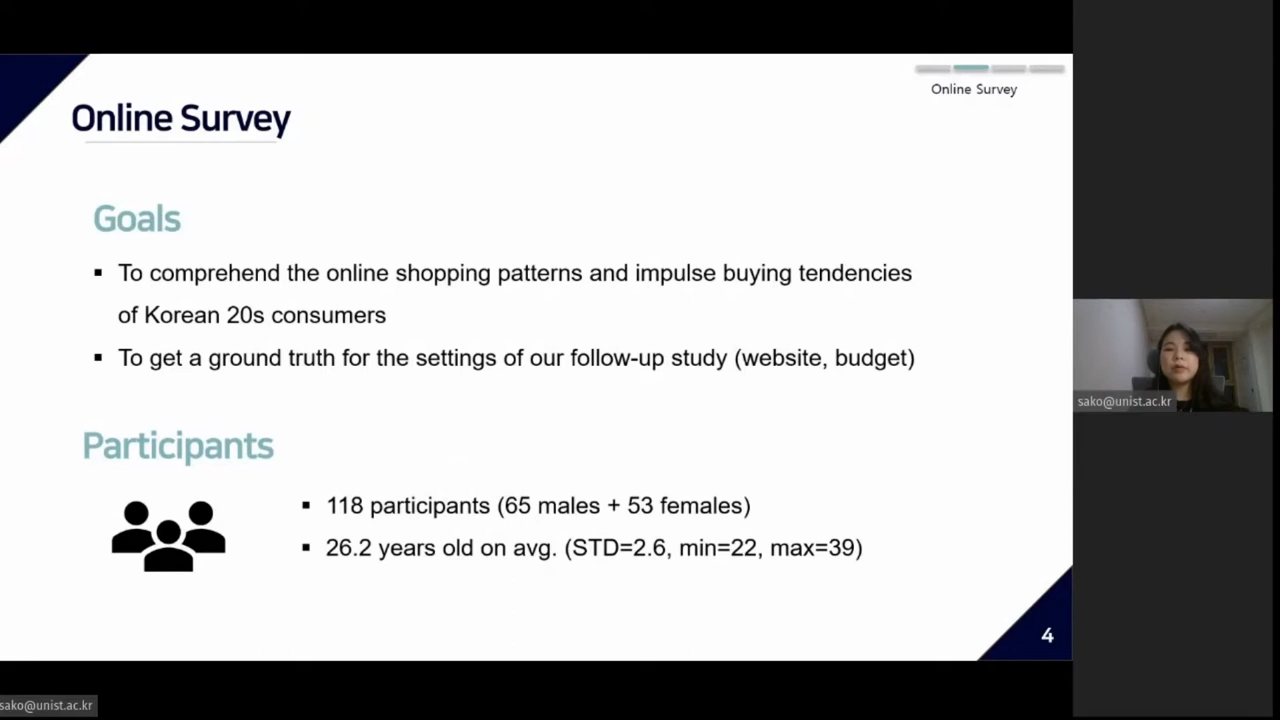 Online Survey
Online Survey
Goals
▪ To comprehend the online shopping patterns and impulse buying tendencies
of Korean 20s consumers
▪ To get a ground truth for the settings of our follow-up study (website, budget)
Participants
▪ 118 participants (65 males + 53 females)
▪ 26.2 years old on avg. (STD=2.6, min=22, max=39)
4
sako@unist.ac.kr
sako@unist.ac.kr